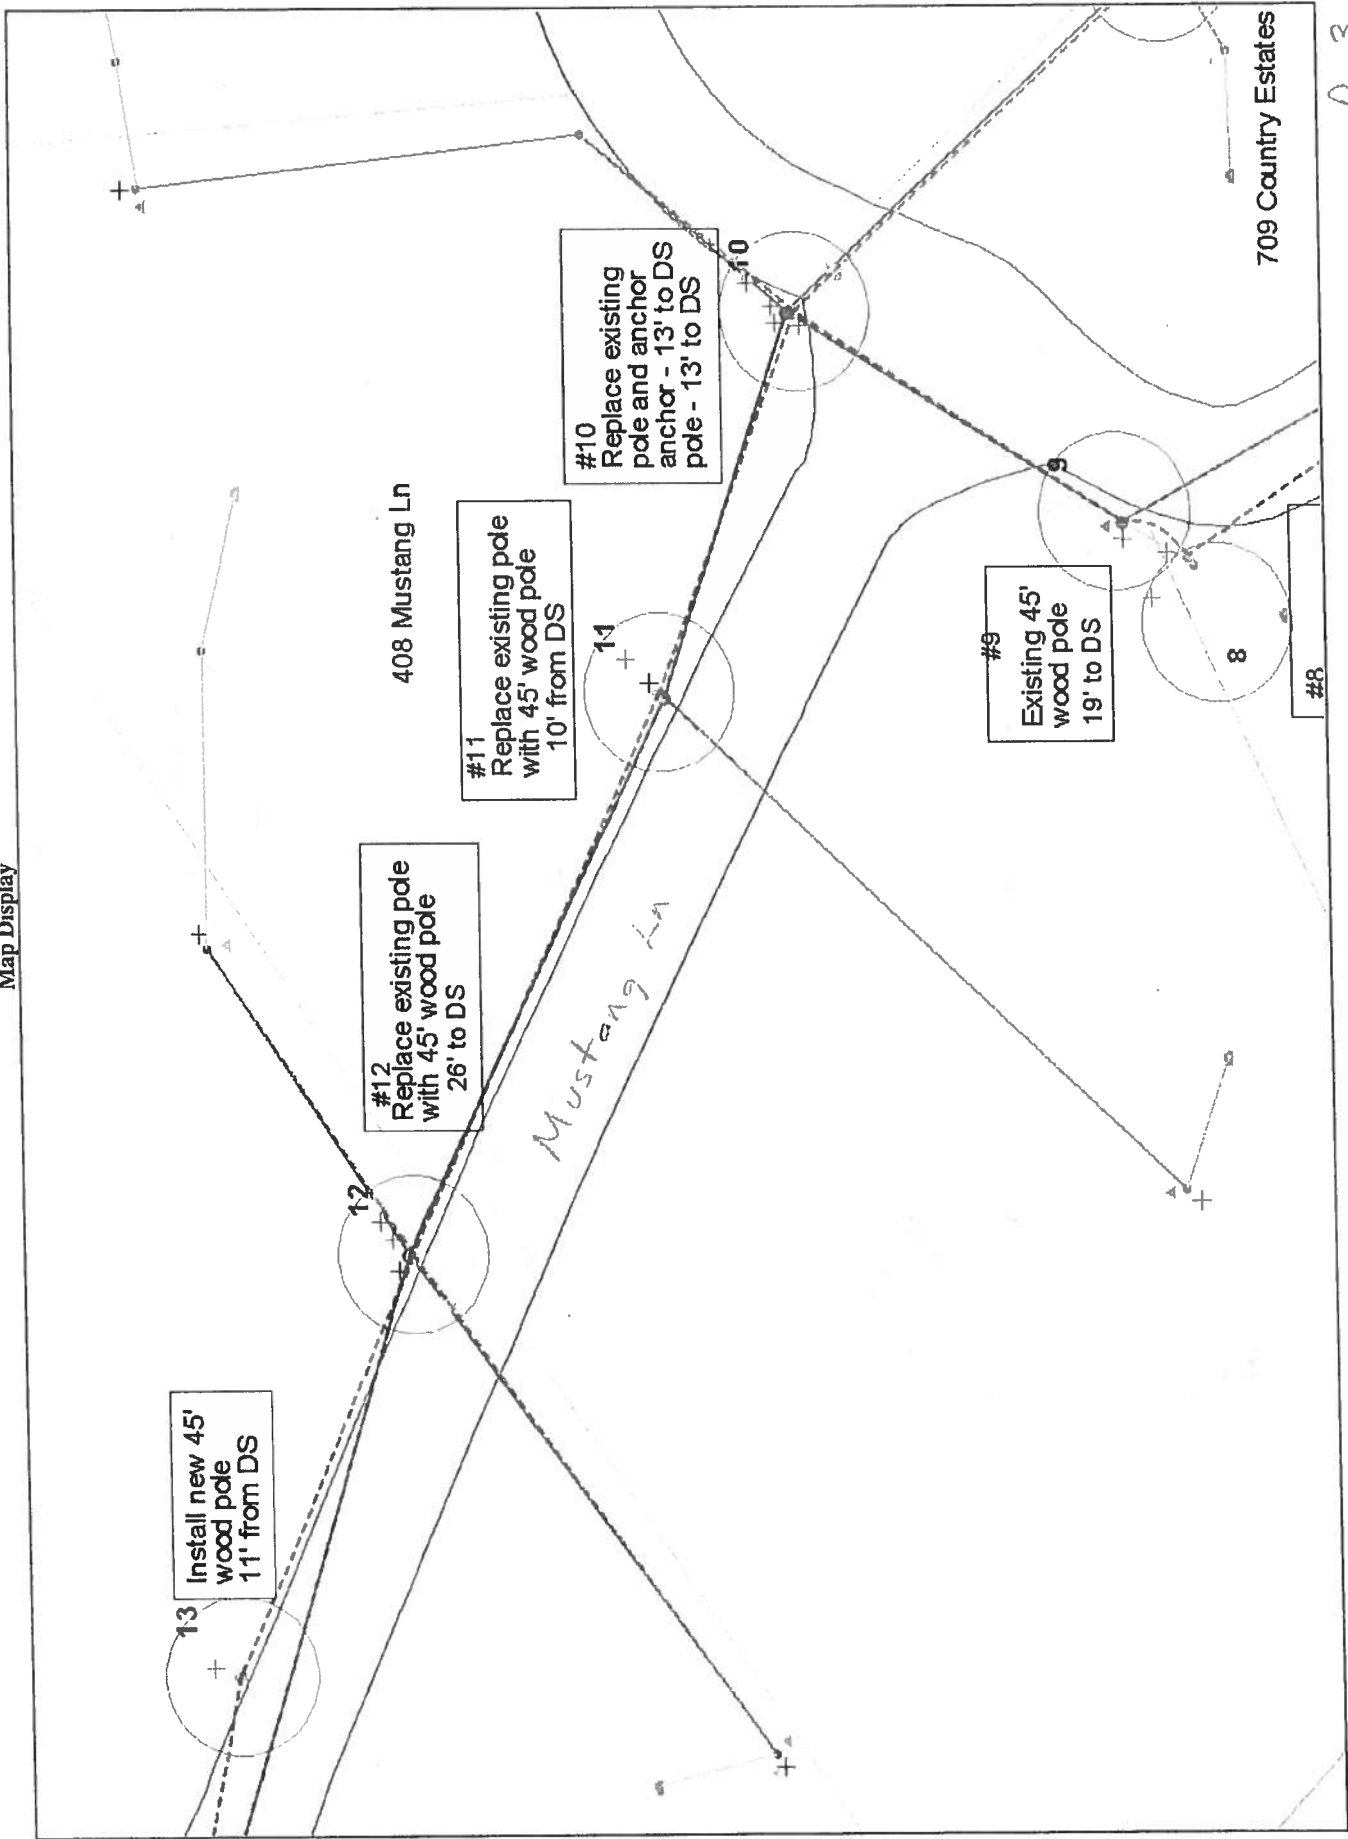 Map Display
13
Install new 45'
wood pole
11' from DS
12
#12
Replace existing pole
with 45' wood pole
26' to DS
#11
Replace existing pole
with 45' wood pole
10' from DS
11
408 Mustang Ln
#10
Replace existing
pole and anchor
anchor - 13' to DS
pole - 13' to DS
10
Mustang Ln
#9
Existing 45'
wood pole
19' to DS
9
8
#8
709 Country Estates